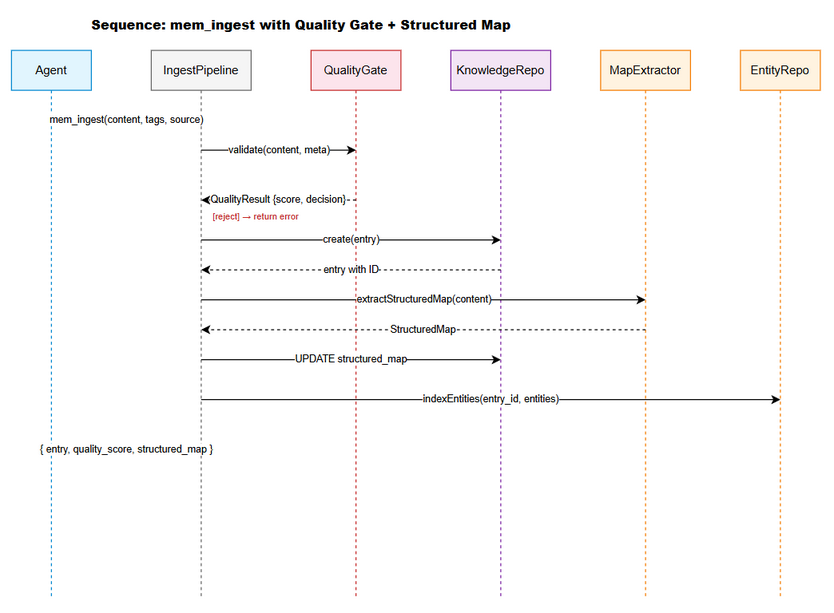 Sequence: mem_ingest with Quality Gate + Structured Map
Agent
IngestPipeline
QualityGate
KnowledgeRepo
MapExtractor
EntityRepo
mem_ingest(content, tags, source)
validate(content, meta)
QualityResult {score, decision}
[reject] → return error
create(entry)
entry with ID
extractStructuredMap(content)
StructuredMap
UPDATE structured_map
indexEntities(entry_id, entities)
{ entry, quality_score, structured_map }